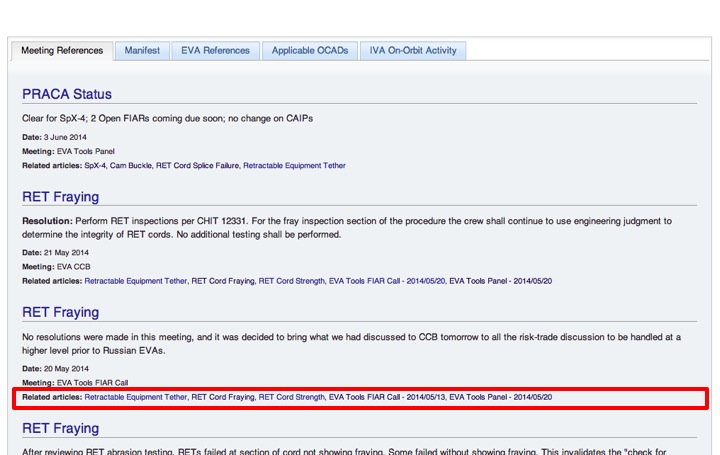 Meeting References
Manifest
EVA References
Applicable OCADs
IVA On-Orbit Activity
PRACA Status
Clear for SpX-4; 2 Open FIARs coming due soon; no change on CAIPs
Date: 3 June 2014
Meeting: EVA Tools Panel
Related articles: SpX-4, Cam Buckle, RET Cord Splice Failure, Retractable Equipment Tether
RET Fraying
Resolution: Perform RET inspections per CHIT 12331. For the fray inspection section of the procedure the crew shall continue to use engineering judgment to
determine the integrity of RET cords. No additional testing shall be performed.
Date: 21 May 2014
Meeting: EVA CCB
Related articles: Retractable Equipment Tether, RET Cord Fraying, RET Cord Strength, EVA Tools FIAR Call - 2014/05/20, EVA Tools Panel - 2014/05/20
RET Fraying
No resolutions were made in this meeting, and it was decided to bring what we had discussed to CCB tomorrow to all the risk-trade discussion to be handled at a
higher level prior to Russian EVAs.
Date: 20 May 2014
Meeting: EVA Tools FIAR Call
Related articles: Retractable Equipment Tether, RET Cord Fraying, RET Cord Strength, EVA Tools FIAR Call - 2014/05/13, EVA Tools Panel - 2014/05/20
RET Fraying
After reviewing RET abrasion testing, RETs failed at section of cord not showing fraying. Some failed without showing fraying. This invalidates the "check for